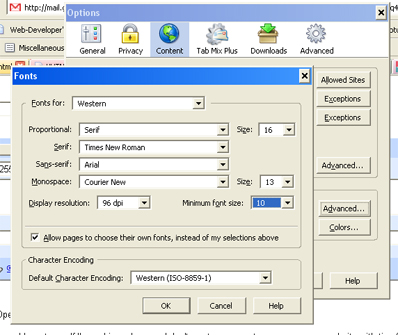 http://mail.g
Options
Web-Developer'
Miscellaneous
General Privacy Content Tab Mix Plus Downloads Advanced
Fonts
Allowed Sites
Fonts for: Western
Exceptions
Exceptions
Proportional: Serif Size: 16
Serif: Times New Roman
Sans-serif: Arial
Advanced...
Monospace: Courier New Size: 13
Display resolution: 96 dpi Minimum font size: 10
Advanced...
Colors...
Allow pages to choose their own fonts, instead of my selections above
Character Encoding
Default Character Encoding: Western (ISO-8859-1)
Help
OK Cancel Help